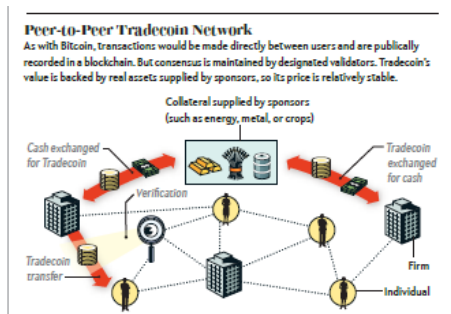 Peer-to-Peer Tradecoin Network
As with Bitcoin, transactions would be made directly between users and are publically
recorded in a blockchain. But consensus is maintained by designated validators. Tradecoin's
value is backed by real assets supplied by sponsors, so its price is relatively stable.
Collateral supplied by sponsors
(such as energy, metal, or crops)
Cash exchanged
for Tradecoin
Tradecoin
exchanged
for cash
Verification
Tradecoin
transfer
Firm
Individual